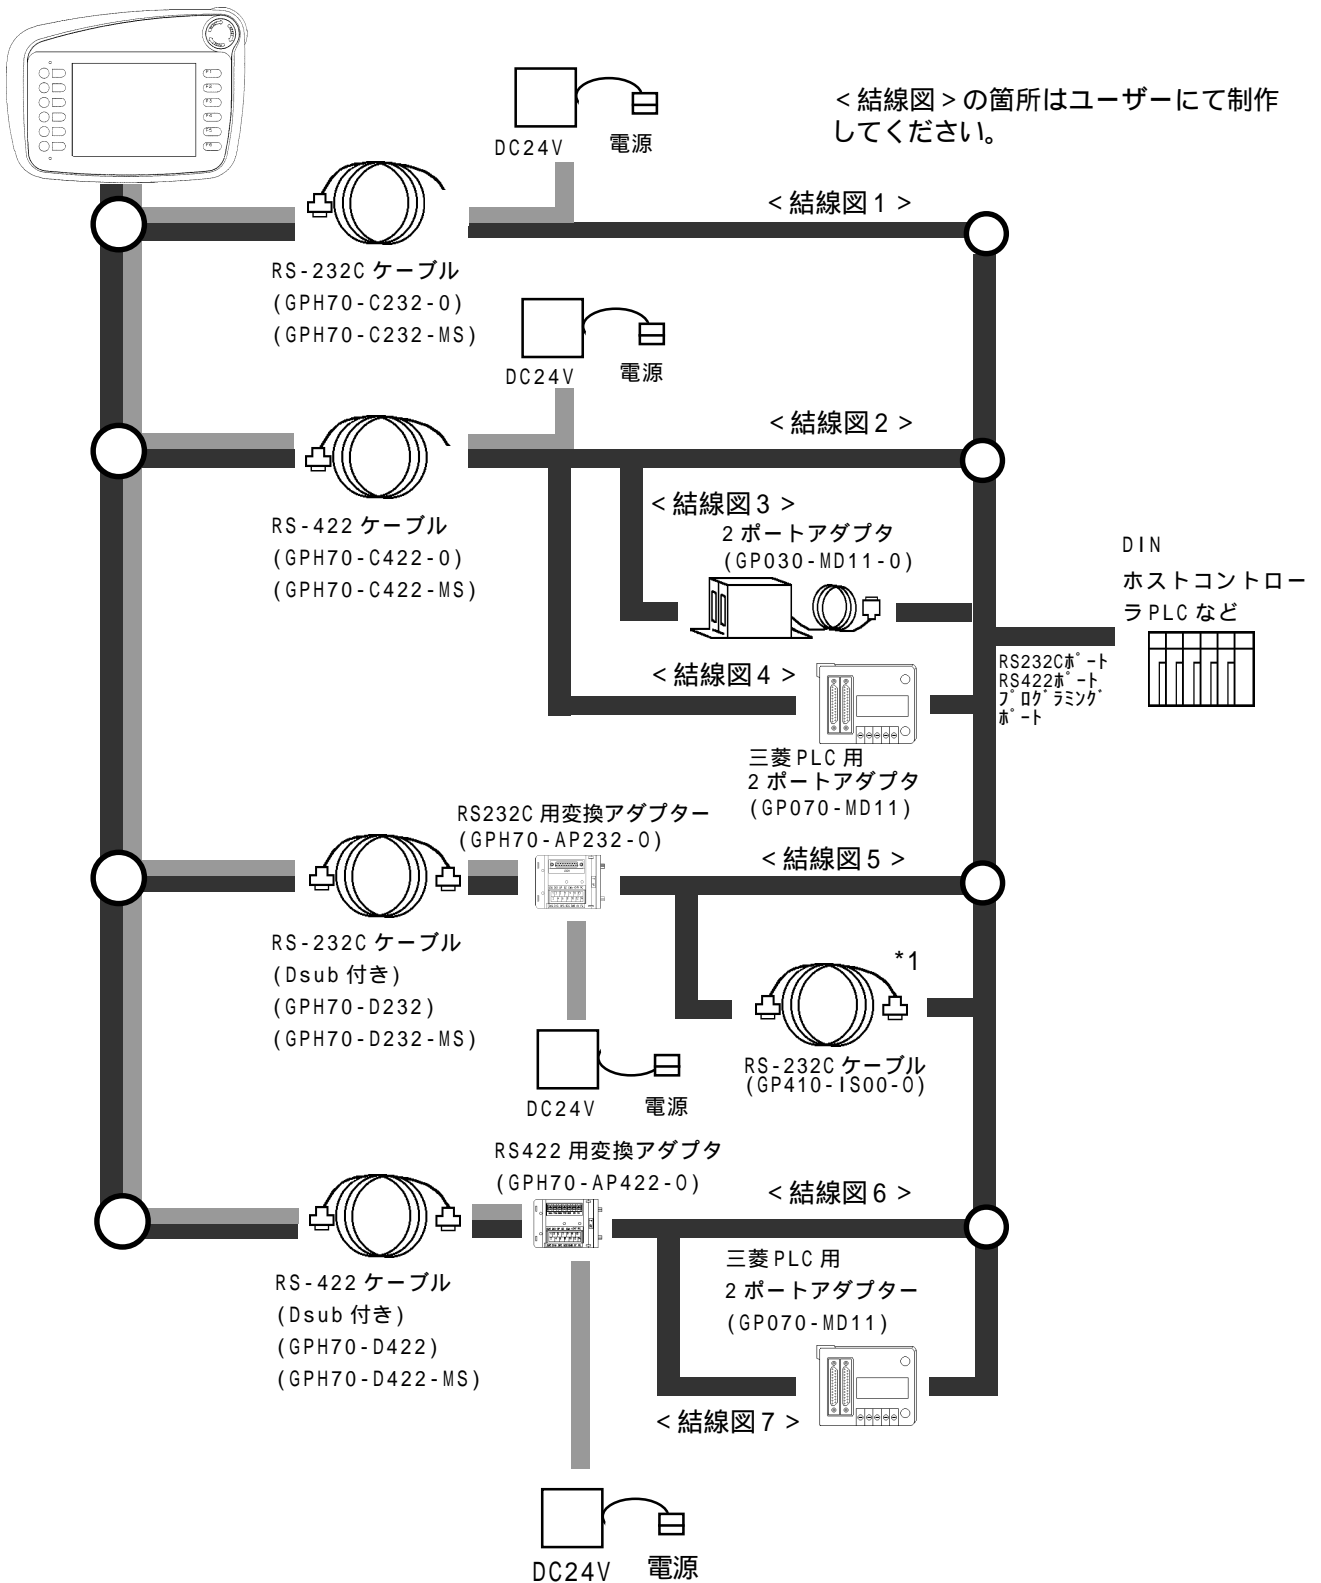 DC24V
電源
<結線図>の箇所はユーザーにて制作
してください。
<結線図1>
RS-232C ケーブル
(GPH70-C232-0)
(GPH70-C232-MS)
DC24V
電源
<結線図2>
RS-422 ケーブル
(GPH70-C422-0)
(GPH70-C422-MS)
<結線図3>
2 ポートアダプタ
(GP030-MD11-0)
DIN
ホストコントロー
ラPLC など
RS232Cポート
RS422ポート
プログラミング
ポート
<結線図4>
三菱PLC 用
2 ポートアダプタ
(GP070-MD11)
RS232C 用変換アダプター
(GPH70-AP232-0)
<結線図5>
RS-232C ケーブル
(Dsub 付き)
(GPH70-D232)
(GPH70-D232-MS)
*1
RS-232C ケーブル
(GP410-IS00-O)
DC24V
電源
RS422 用変換アダプタ
(GPH70-AP422-0)
<結線図6>
RS-422 ケーブル
(Dsub 付き)
(GPH70-D422)
(GPH70-D422-MS)
三菱PLC 用
2 ポートアダプター
(GP070-MD11)
<結線図7>
DC24V
電源